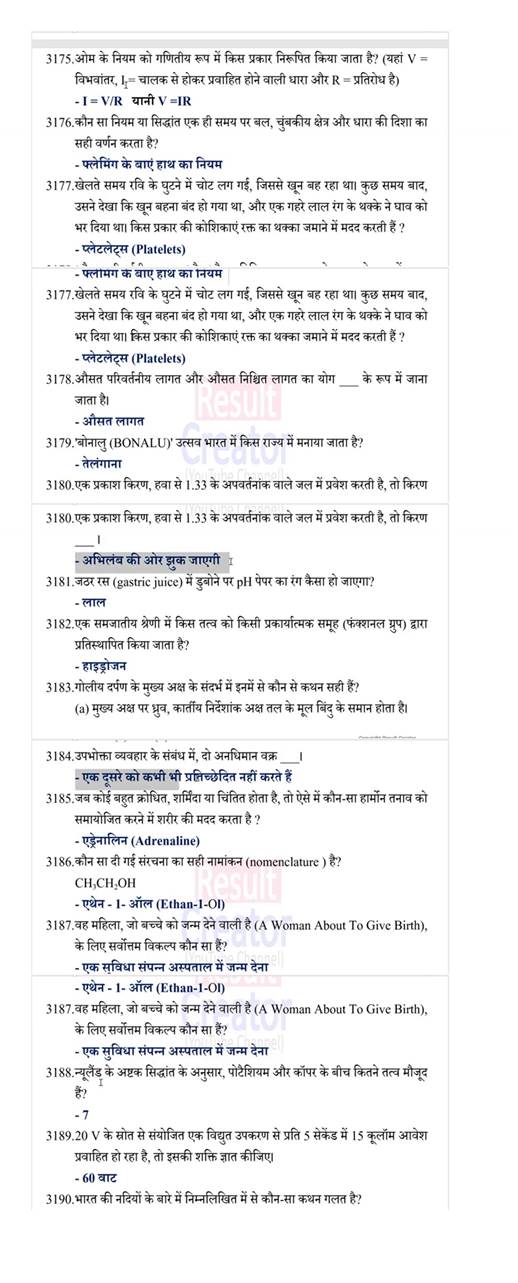 3175.ओम के नियम को गणितीय रूप में किस प्रकार निरूपित किया जाता है? (यहां V =
विभवांतर, I = चालक से होकर प्रवाहित होने वाली धारा और R = प्रतिरोध है)
- I = V/R यानी V =IR
3176.कौन सा नियम या सिद्धांत एक ही समय पर बल, चुंबकीय क्षेत्र और धारा की दिशा का
सही वर्णन करता है?
- फ्लेमिंग के बाएं हाथ का नियम
3177.खेलते समय रवि के घुटने में चोट लग गई, जिससे खून बह रहा था। कुछ समय बाद,
उसने देखा कि खून बहना बंद हो गया था, और एक गहरे लाल रंग के थक्के ने घाव को
भर दिया था। किस प्रकार की कोशिकाएं रक्त का थक्का जमाने में मदद करती हैं ?
- प्लेटलेट्स (Platelets)
- फ्लेमिंग के बाएं हाथ का नियम
3177.खेलते समय रवि के घुटने में चोट लग गई, जिससे खून बह रहा था। कुछ समय बाद,
उसने देखा कि खून बहना बंद हो गया था, और एक गहरे लाल रंग के थक्के ने घाव को
भर दिया था। किस प्रकार की कोशिकाएं रक्त का थक्का जमाने में मदद करती हैं ?
- प्लेटलेट्स (Platelets)
3178.औसत परिवर्तनीय लागत और औसत निश्चित लागत का योग ___ के रूप में जाना
जाता है।
- औसत लागत
Result
3179.'बोनालु (BONALU)' उत्सव भारत में किस राज्य में मनाया जाता है?
Creator
- तेलंगाना
(YouTube Channel)
3180.एक प्रकाश किरण, हवा से 1.33 के अपवर्तनांक वाले जल में प्रवेश करती है, तो किरण
3180.एक प्रकाश किरण, हवा से 1.33 के अपवर्तनांक वाले जल में प्रवेश करती है, तो किरण
___ ।
- अभिलंब की ओर झुक जाएगी
3181.जठर रस (gastric juice) में डुबोने पर pH पेपर का रंग कैसा हो जाएगा?
- लाल
3182.एक समजातीय श्रेणी में किस तत्व को किसी प्रकार्यात्मक समूह (फंक्शनल ग्रुप) द्वारा
प्रतिस्थापित किया जाता है?
- हाइड्रोजन
3183.गोलीय दर्पण के मुख्य अक्ष के संदर्भ में इनमें से कौन से कथन सही हैं?
(a) मुख्य अक्ष पर ध्रुव, कार्तीय निर्देशांक अक्ष तल के मूल बिंदु के समान होता है।
3184.उपभोक्ता व्यवहार के संबंध में, दो अनधिमान वक्र ___।
- एक दूसरे को कभी भी प्रतिच्छेदित नहीं करते हैं
3185.जब कोई बहुत क्रोधित, शर्मिंदा या चिंतित होता है, तो ऐसे में कौन-सा हार्मोन तनाव को
समायोजित करने में शरीर की मदद करता है ?
- एड्रेनालिन (Adrenaline)
3186.कौन सा दी गई संरचना का सही नामांकन (nomenclature ) है?
CH₃CH₂OH
Result
- एथेन - 1- ऑल (Ethan-1-Ol)
3187.वह महिला, जो बच्चे को जन्म देने वाली है (A Woman About To Give Birth),
के लिए सर्वोत्तम विकल्प कौन सा हैं?
- एक सुविधा संपन्न अस्पताल में जन्म देना
- एथेन - 1- ऑल (Ethan-1-Ol)
3187.वह महिला, जो बच्चे को जन्म देने वाली है (A Woman About To Give Birth),
के लिए सर्वोत्तम विकल्प कौन सा हैं?
- एक सुविधा संपन्न अस्पताल में जन्म देना
3188.न्यूलैंड के अष्टक सिद्धांत के अनुसार, पोटैशियम और कॉपर के बीच कितने तत्व मौजूद
हैं?
- 7
3189.20 V के स्रोत से संयोजित एक विद्युत उपकरण से प्रति 5 सेकेंड में 15 कूलॉम आवेश
प्रवाहित हो रहा है, तो इसकी शक्ति ज्ञात कीजिए।
- 60 वाट
3190.भारत की नदियों के बारे में निम्नलिखित में से कौन-सा कथन गलत है?